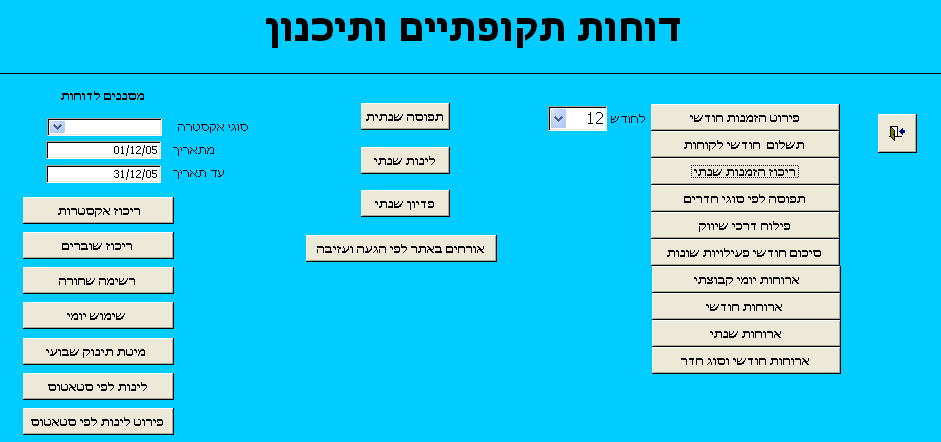 דוחות תקופתיים ותיכנון
לחודש 12
פירוט הזמנות חודשי
תשלום חודשי לקוחות
ריכוז הזמנות שנתי
תפוסה לפי סוגי חדרים
פילוח דרכי שיווק
סיכום חודשי פעילויות שונות
ארוחות יומי קבוצתי
ארוחות חודשי
ארוחות שנתי
ארוחות חודשי וסוג חדר
תפוסה שנתית
לינות שנתי
פדיון שנתי
אורחים באתר לפי הגעה ועזיבה
מסננים לדוחות
סוגי אקסטרה
מתאריך 01/12/05
עד תאריך 31/12/05
ריכוז אקסטרות
ריכוז שוברים
רשימה שחורה
שימוש יומי
מיטת תינוק שבועי
לינות לפי סטאטוס
פירוט לינות לפי סטאטוס